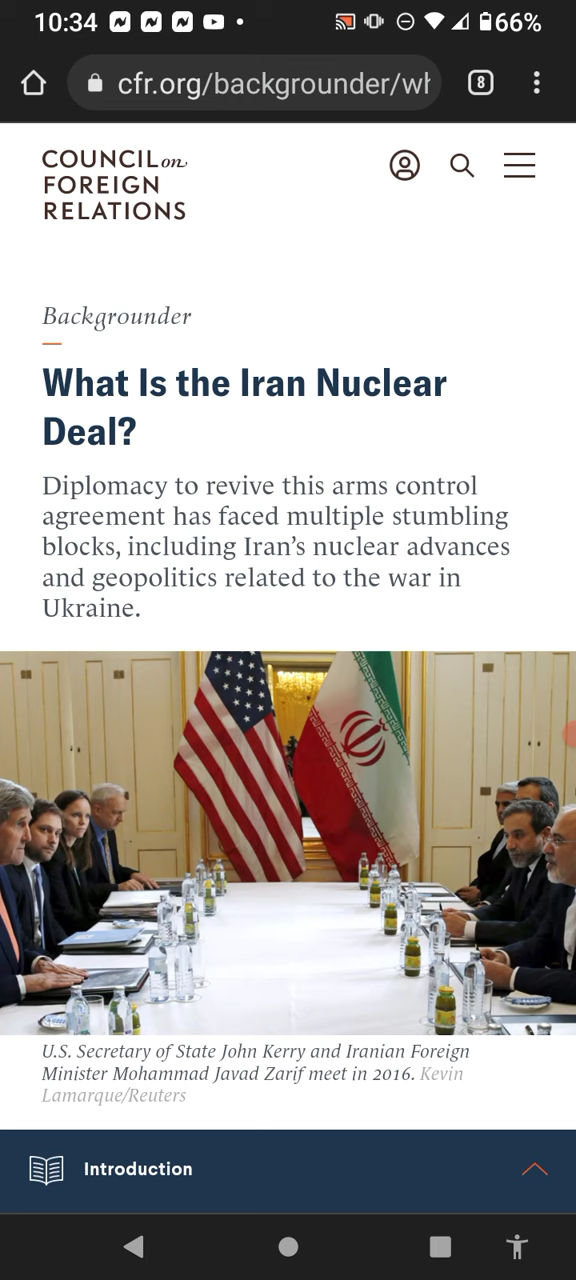 10:34
66%
cfr.org/backgrounder/wh
8
COUNCIL on
FOREIGN
RELATIONS
Backgrounder
What Is the Iran Nuclear
Deal?
Diplomacy to revive this arms control
agreement has faced multiple stumbling
blocks, including Iran’s nuclear advances
and geopolitics related to the war in
Ukraine.
U.S. Secretary of State John Kerry and Iranian Foreign
Minister Mohammad Javad Zarif meet in 2016. Kevin
Lamarque/Reuters
Introduction